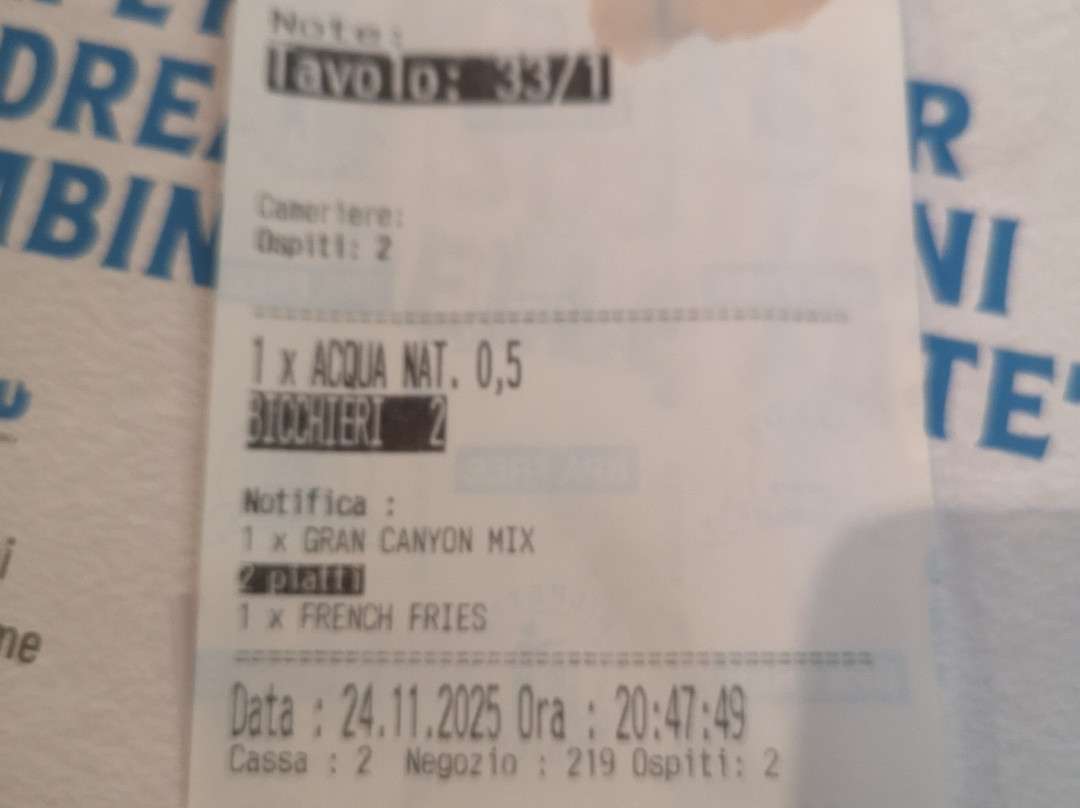 Note:
Tavolo: 33/1
Cameriere:
Ospiti: 2
1 x ACQUA NAT. 0,5
BICCHIERI 2
Notifica :
1 x GRAN CANYON MIX
2 piatti
1 x FRENCH FRIES
Data : 24.11.2025 Ora : 20:47:49
Cassa : 2 Negozio : 219 Ospiti: 2